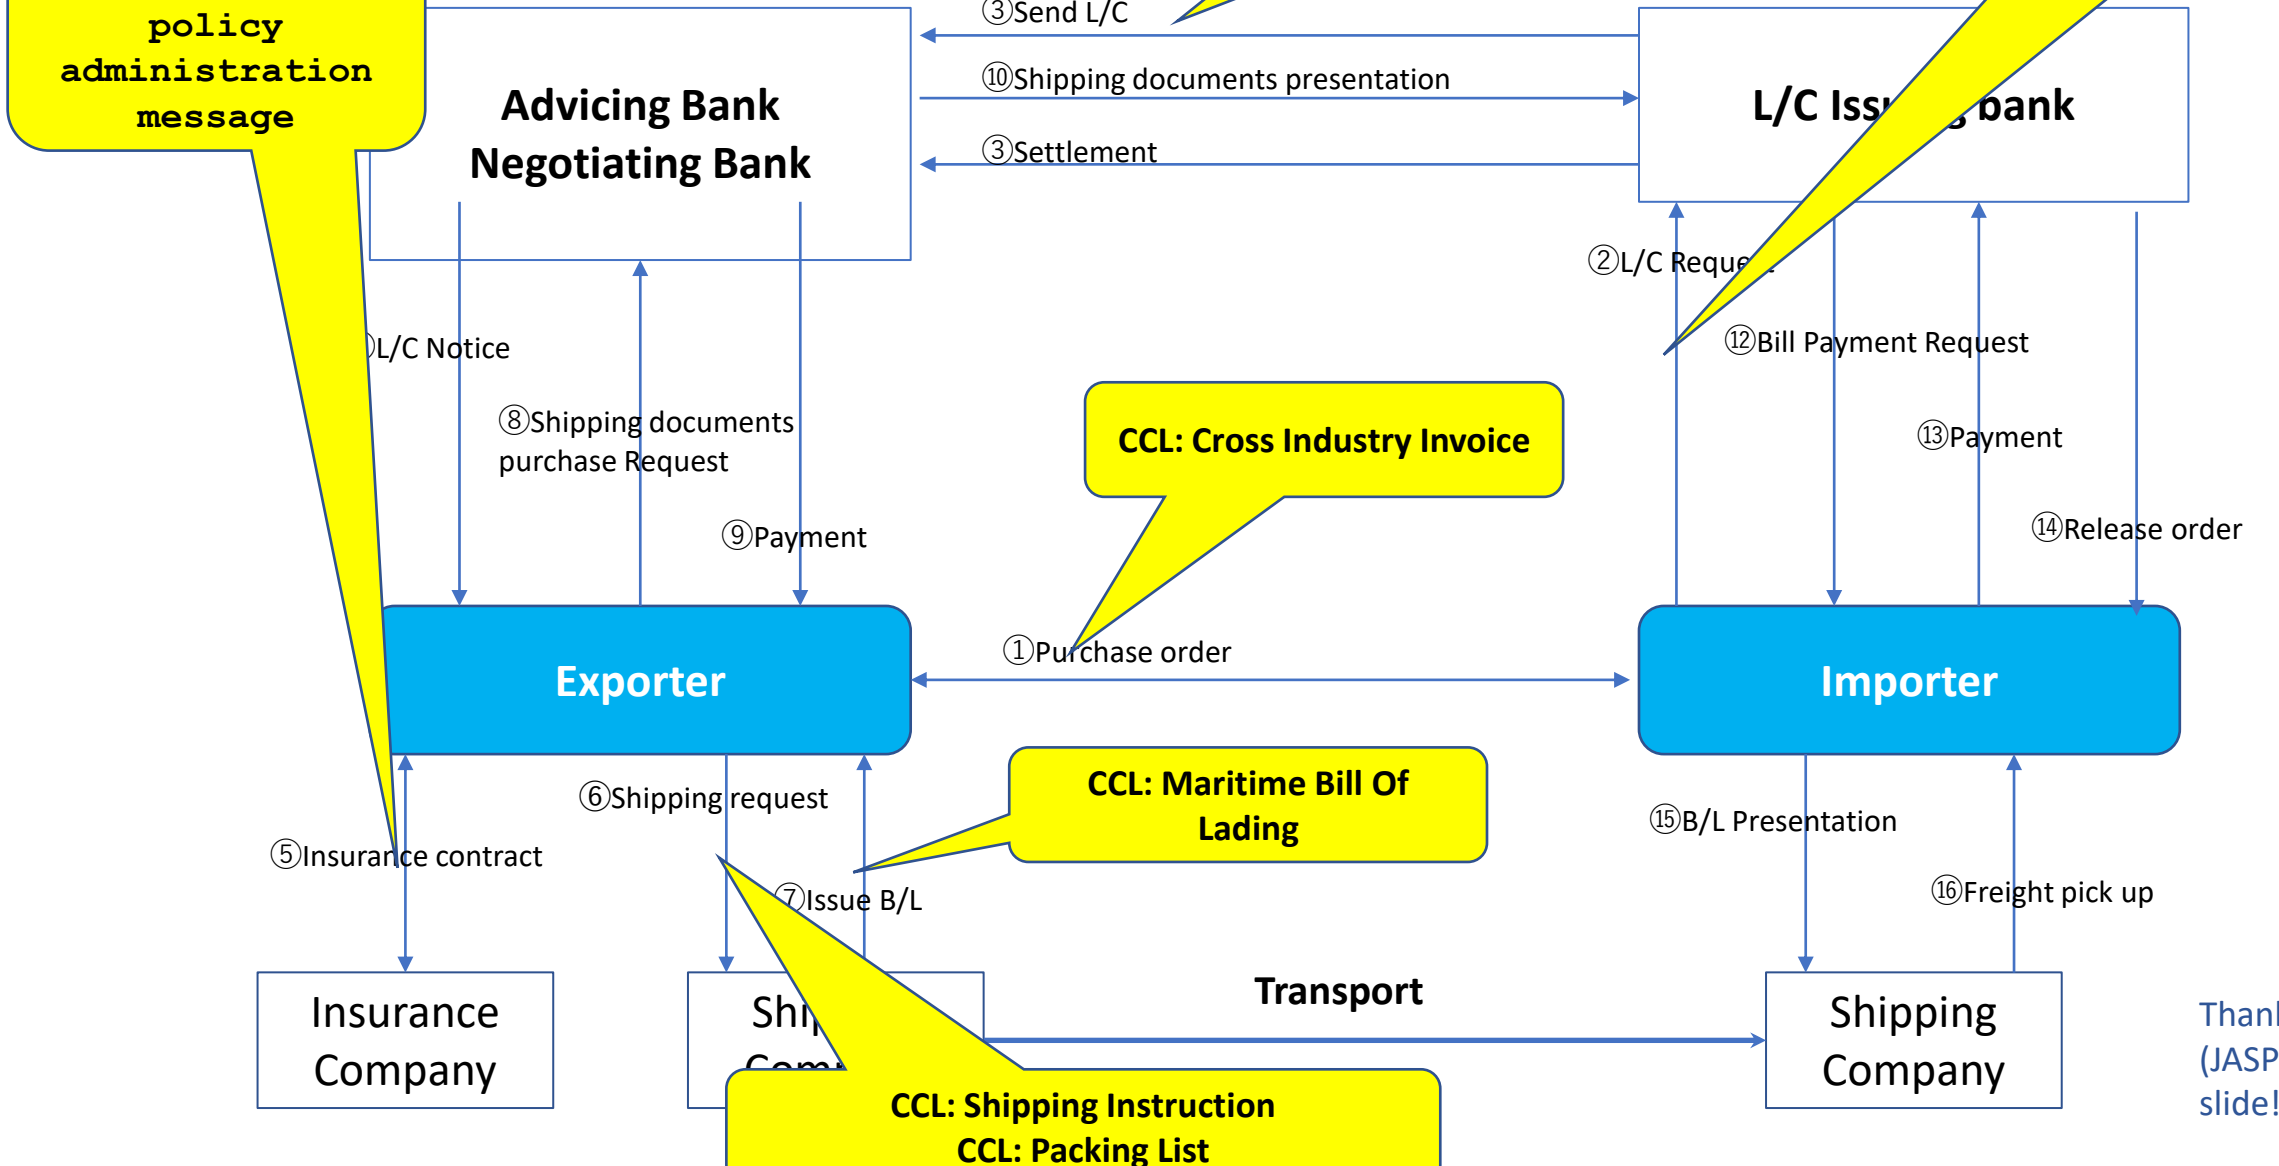 policy
administration
message
③Send L/C
⑩Shipping documents presentation
③Settlement
Advicing Bank
Negotiating Bank
L/C bank
②L/C Request
L/C Notice
⑫Bill Payment Request
⑧Shipping documents
purchase Request
CCL: Cross Industry Invoice
⑬Payment
⑨Payment
⑭Release order
①Purchase order
Exporter
Importer
⑥Shipping request
CCL: Maritime Bill Of
Lading
⑮B/L Presentation
⑤Insurance contract
⑦Issue B/L
⑯Freight pick up
Transport
Insurance
Company
Shipping
Company
(JASP
slide!
CCL: Shipping Instruction
CCL: Packing List